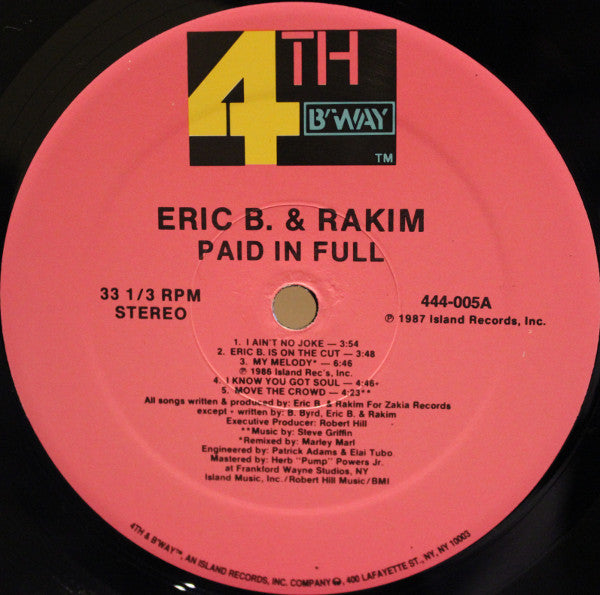 4TH
B'WAY
TM
ERIC B. & RAKIM
PAID IN FULL
33 1/3 RPM
STEREO
444-005A
℗ 1987 Island Records, Inc.
1. I AIN'T NO JOKE — 3:54
2. ERIC B. IS ON THE CUT — 3:48
3. MY MELODY* — 6:46
℗ 1986 Island Rec's, Inc.
4. I KNOW YOU GOT SOUL — 4:46+
5. MOVE THE CROWD — 4:23**
All songs written & produced by: Eric B. & Rakim For Zakia Records
except + written by: B. Byrd, Eric B. & Rakim
Executive Producer: Robert Hill
**Music by: Steve Griffin
*Remixed by: Marley Marl
Engineered by: Patrick Adams & Elai Tubo
Mastered by: Herb "Pump" Powers Jr.
at Frankford Wayne Studios, NY
Island Music, Inc./Robert Hill Music/BMI
4TH & B'WAY™, AN ISLAND RECORDS, INC. COMPANY, 400 LAFAYETTE ST., NY, NY 10003